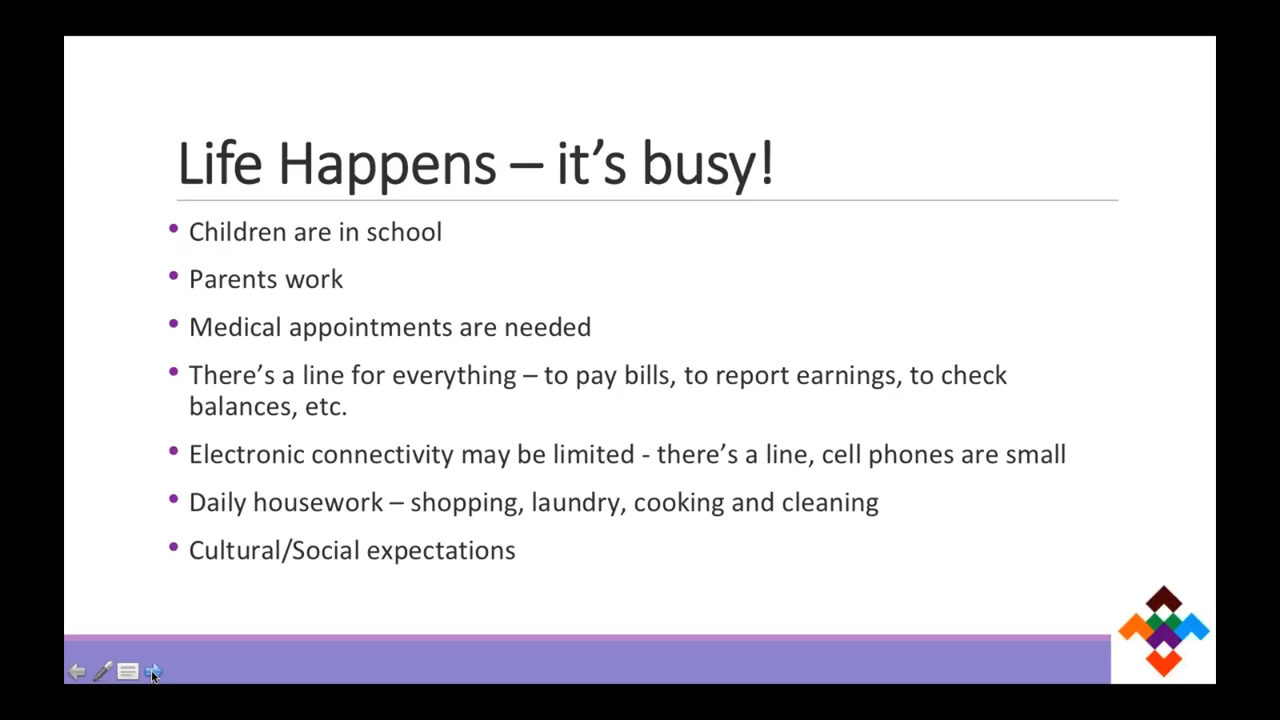 Life Happens – it’s busy!
• Children are in school
• Parents work
• Medical appointments are needed
• There’s a line for everything – to pay bills, to report earnings, to check
balances, etc.
• Electronic connectivity may be limited - there’s a line, cell phones are small
• Daily housework – shopping, laundry, cooking and cleaning
• Cultural/Social expectations